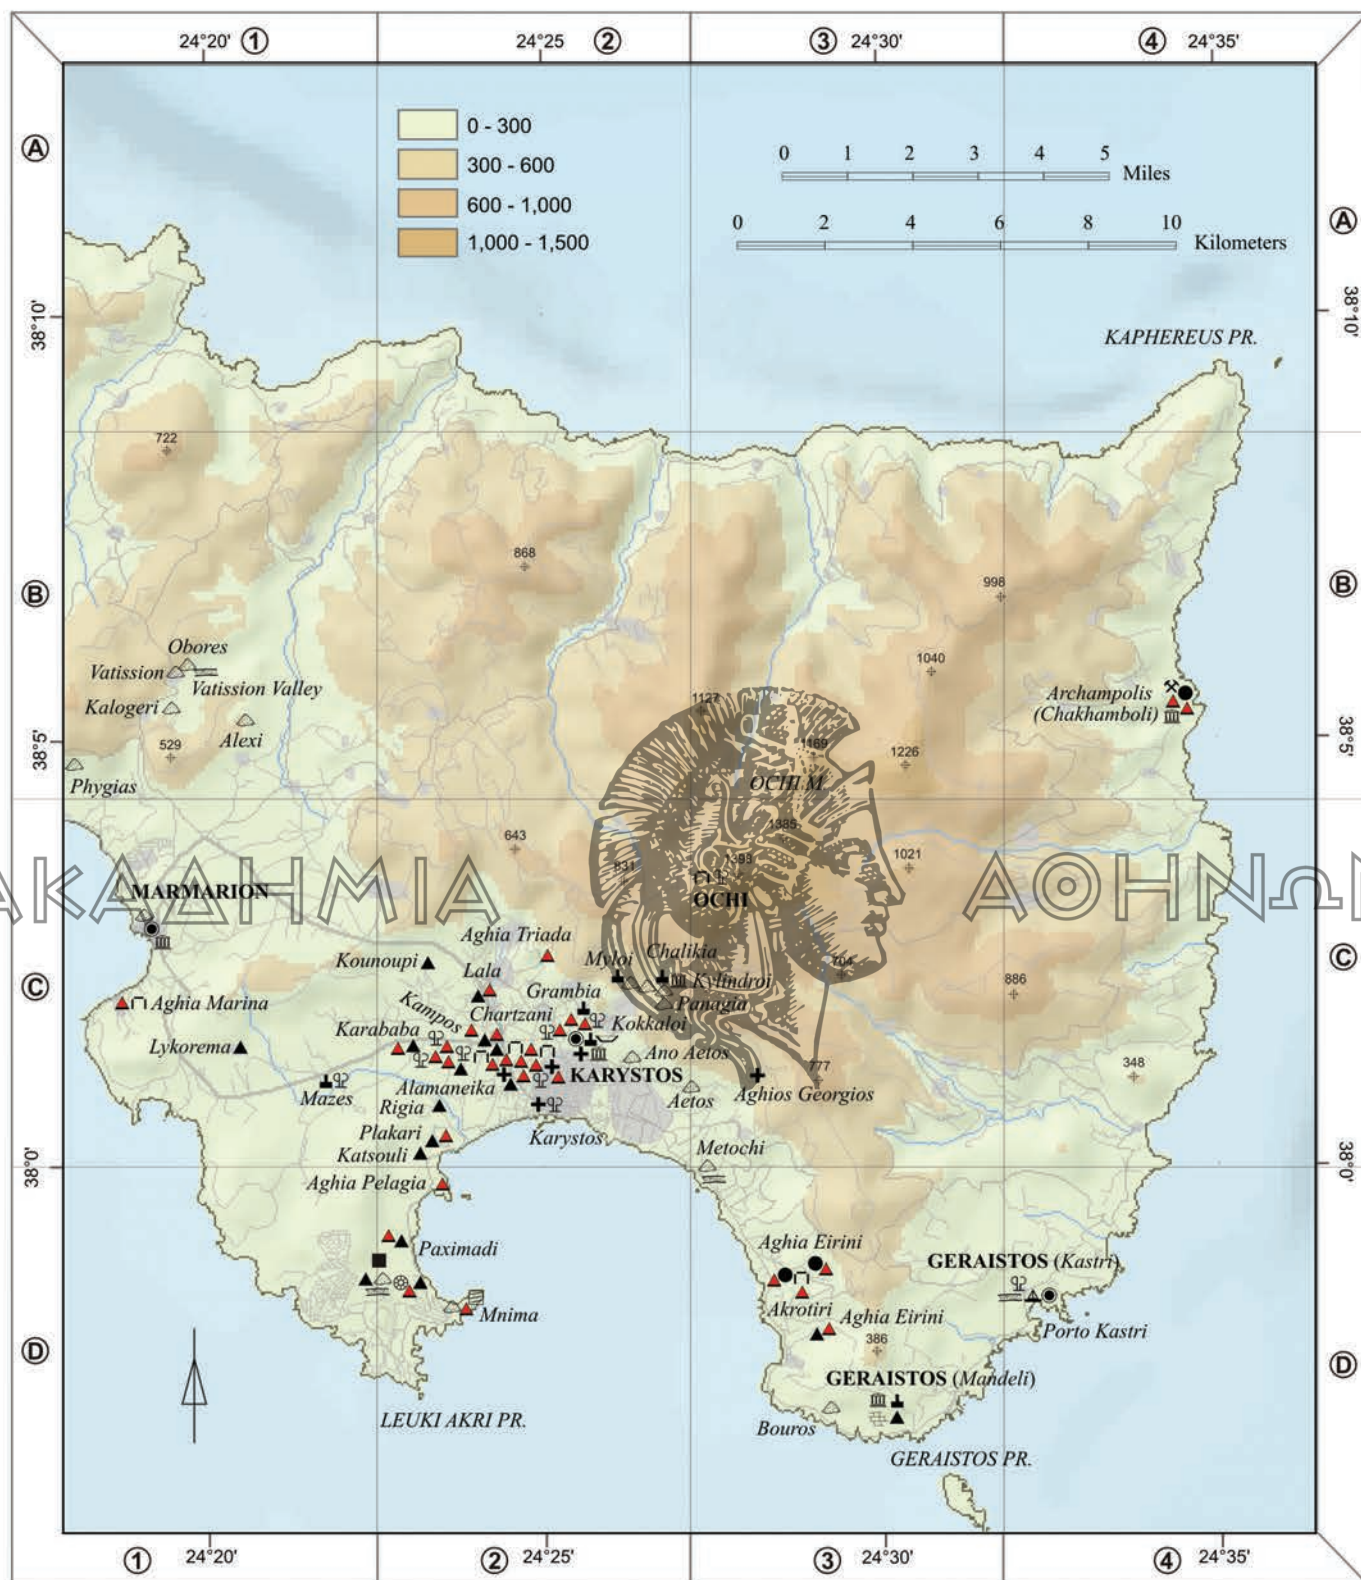 24°20' ① 24°25 ② ③ 24°30' ④ 24°35'
Ⓐ
0 - 300
300 - 600
600 - 1,000
1,000 - 1,500
0 1 2 3 4 5 Miles
0 2 4 6 8 10 Kilometers
Ⓐ
38°10'
38°10'
KAPHEREUS PR.
722
868
998
Ⓑ
Ⓑ
Obores
Vatission
Vatission Valley
Kalogeri
Alexi
529
Phygias
1040
1127
1169
1226
Archampolis
(Chakhamboli)
38°5'
38°5'
OCHI M.
643
1385
1393
831
1021
ΑΚΑΔΗΜΙΑ
ΑΘΗΝΩΝ
MARMARION
OCHI
704
886
Aghia Triada
Kounoupi
Lala
Myloi
Chalikia
Kylindroi
Panagia
Grambia
Ⓒ
Ⓒ
Aghia Marina
Kampos
Chartzani
Karababa
Kokkaloi
Lykorema
Ano Aetos
KARYSTOS
777
348
Mazes
Alamaneika
Aetos
Aghios Georgios
Rigia
Plakari
Karystos
Katsouli
Metochi
38°0'
38°0'
Aghia Pelagia
Paximadi
Aghia Eirini
GERAISTOS (Kastri)
Mnima
Akrotiri
Aghia Eirini
Porto Kastri
386
Ⓓ
Ⓓ
GERAISTOS (Mandeli)
LEUKI AKRI PR.
Bouros
GERAISTOS PR.
① 24°20' ② 24°25' ③ 24°30' ④ 24°35'